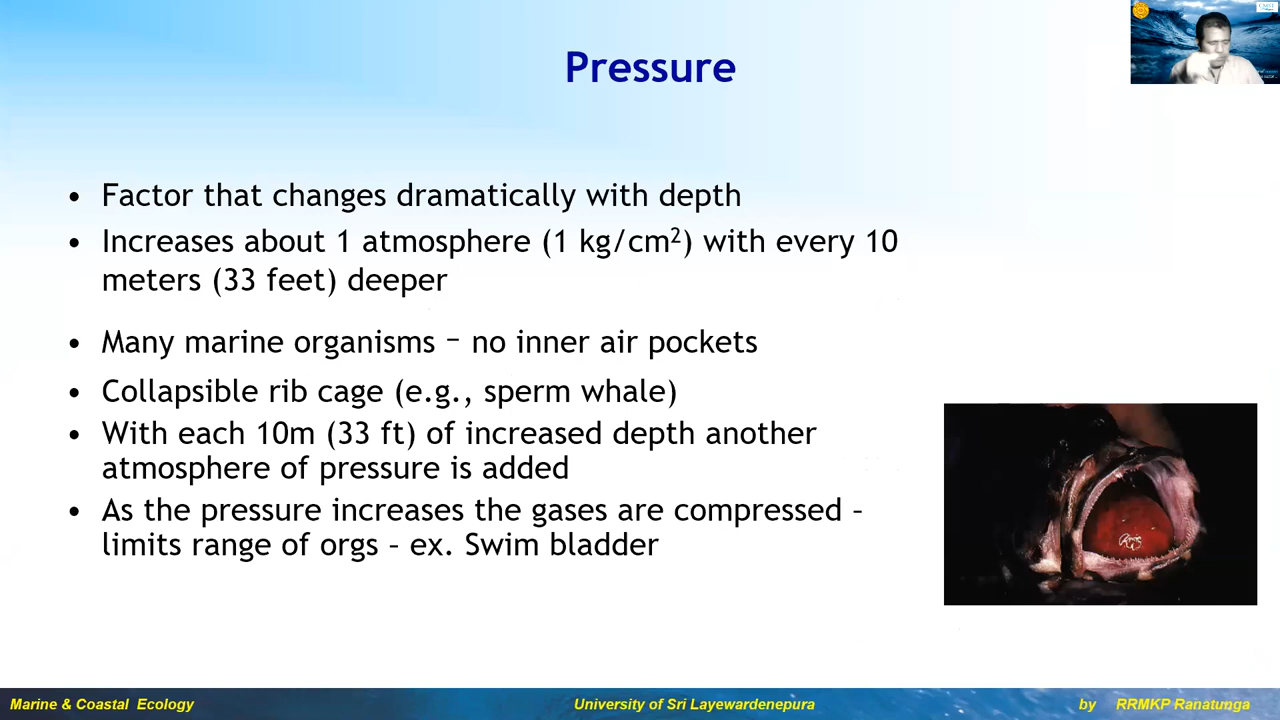 Pressure
• Factor that changes dramatically with depth
• Increases about 1 atmosphere (1 kg/cm²) with every 10
meters (33 feet) deeper
• Many marine organisms – no inner air pockets
• Collapsible rib cage (e.g., sperm whale)
• With each 10m (33 ft) of increased depth another
atmosphere of pressure is added
• As the pressure increases the gases are compressed –
limits range of orgs – ex. Swim bladder
Marine & Coastal Ecology University of Sri Layewardenepura by RRMKP Ranatunga